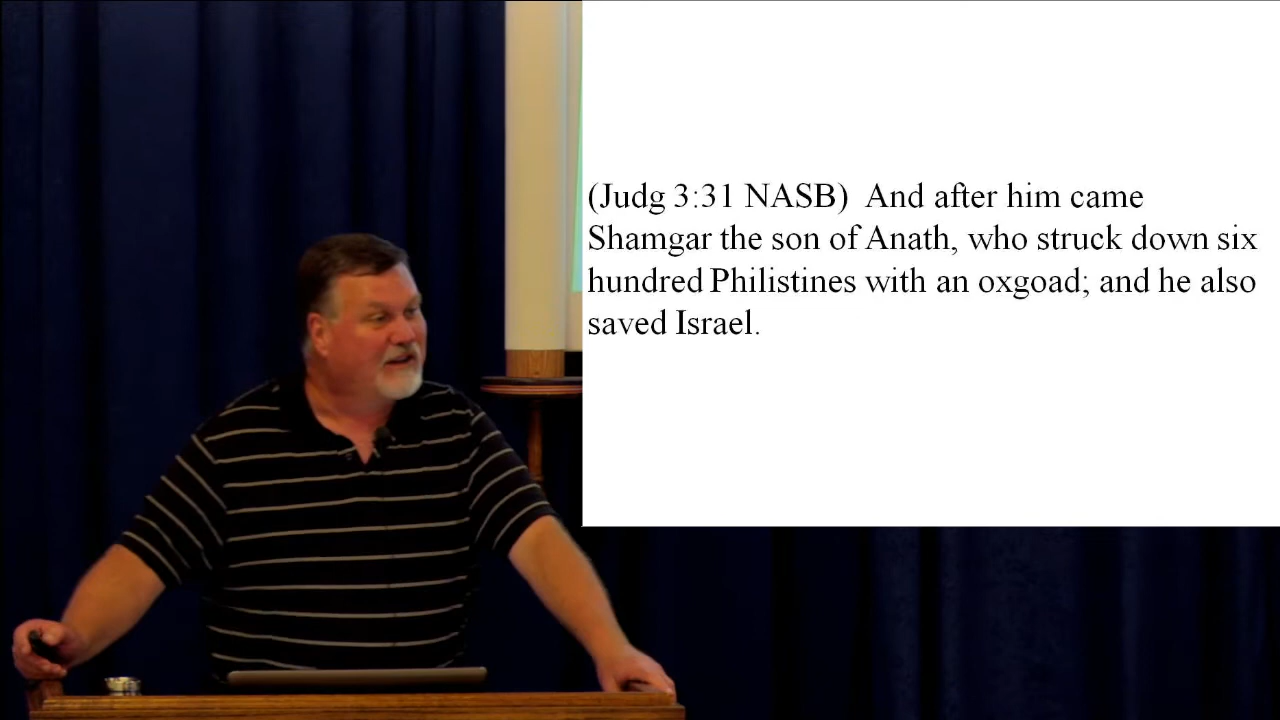 (Judg 3:31 NASB)  And after him came
Shamgar the son of Anath, who struck down six
hundred Philistines with an oxgoad; and he also
saved Israel.